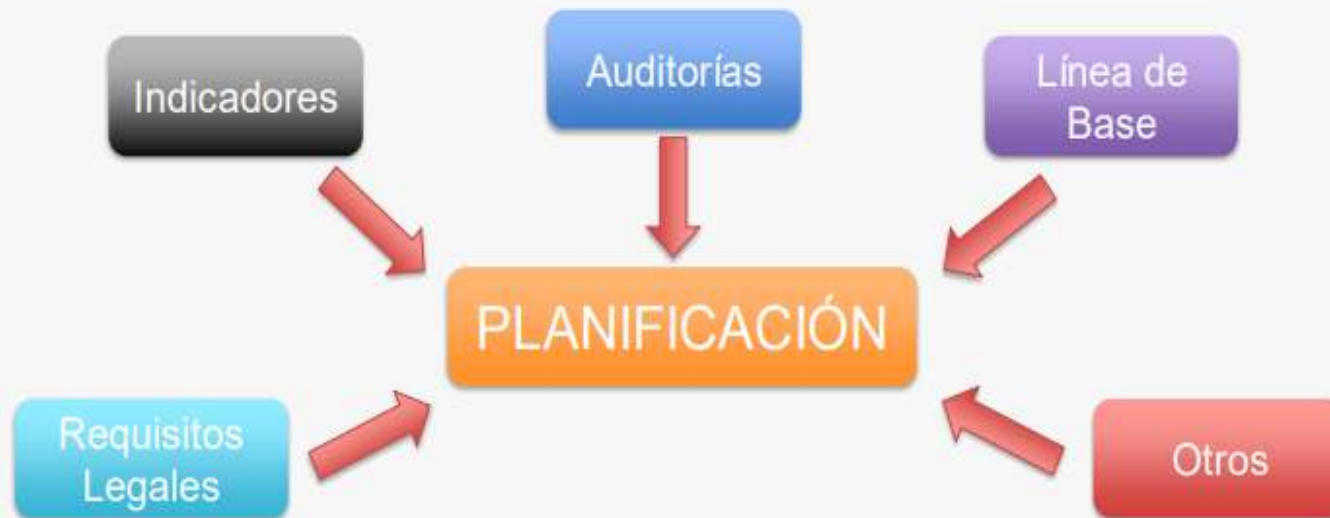 Indicadores
Auditorías
Línea de
Base
PLANIFICACIÓN
Requisitos
Legales
Otros